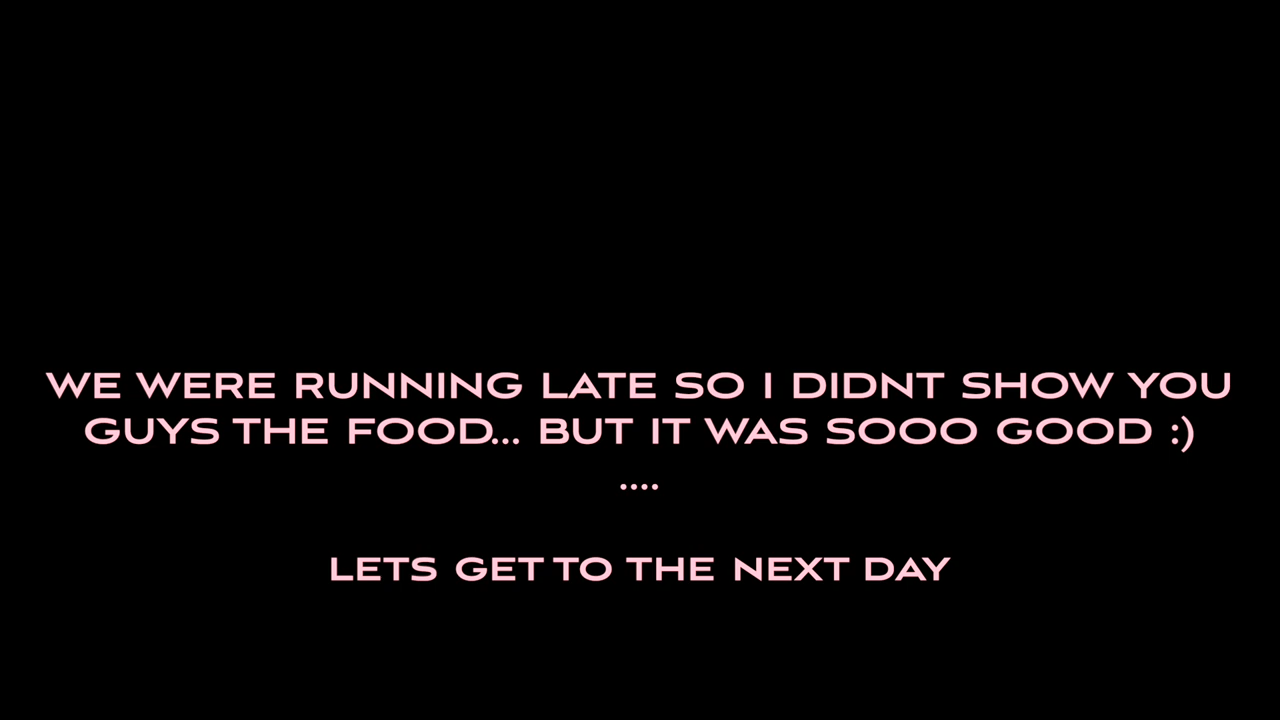 WE WERE RUNNING LATE SO I DIDNT SHOW YOU
GUYS THE FOOD... BUT IT WAS SOOO GOOD :)
....
LETS GET TO THE NEXT DAY